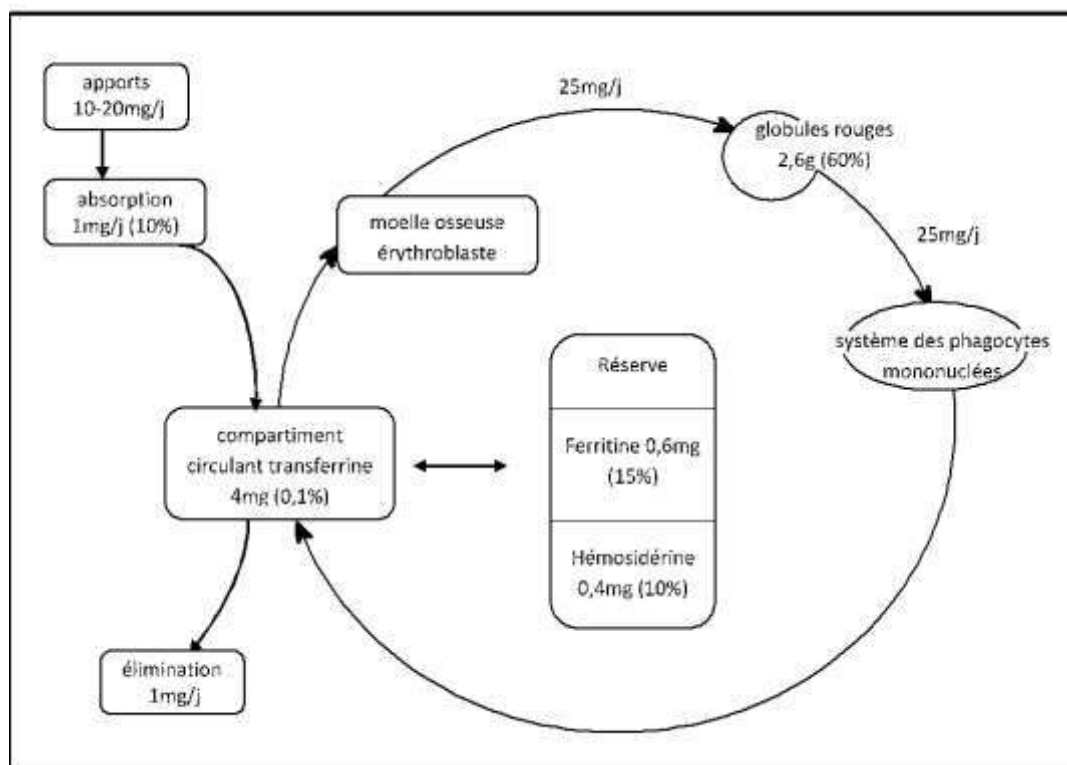 apports
10-20mg/j
absorption
1mg/j (10%)
25mg/j
globules rouges
2,6g (60%)
moelle osseuse
érythroblaste
25mg/j
système des phagocytes
mononuclées
Réserve
Ferritine 0,6mg
(15%)
Hémosidérine
0,4mg (10%)
compartiment
circulant transferrine
4mg (0,1%)
élimination
1mg/j